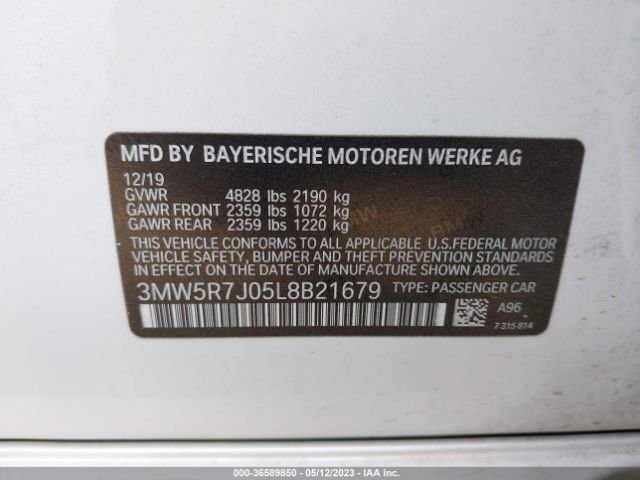 MFD BY BAYERISCHE MOTOREN WERKE AG
12/19
GVWR 4828 lbs 2190 kg
GAWR FRONT 2359 lbs 1072 kg
GAWR REAR 2359 lbs 1220 kg
THIS VEHICLE CONFORMS TO ALL APPLICABLE U.S.FEDERAL MOTOR
VEHICLE SAFETY, BUMPER AND THEFT PREVENTION STANDARDS
IN EFFECT ON THE DATE OF MANUFACTURE SHOWN ABOVE.
3MW5R7J05L8B21679 TYPE: PASSENGER CAR
A96
7 315 814
000-36589850 - 05/12/2023 - IAA Inc.